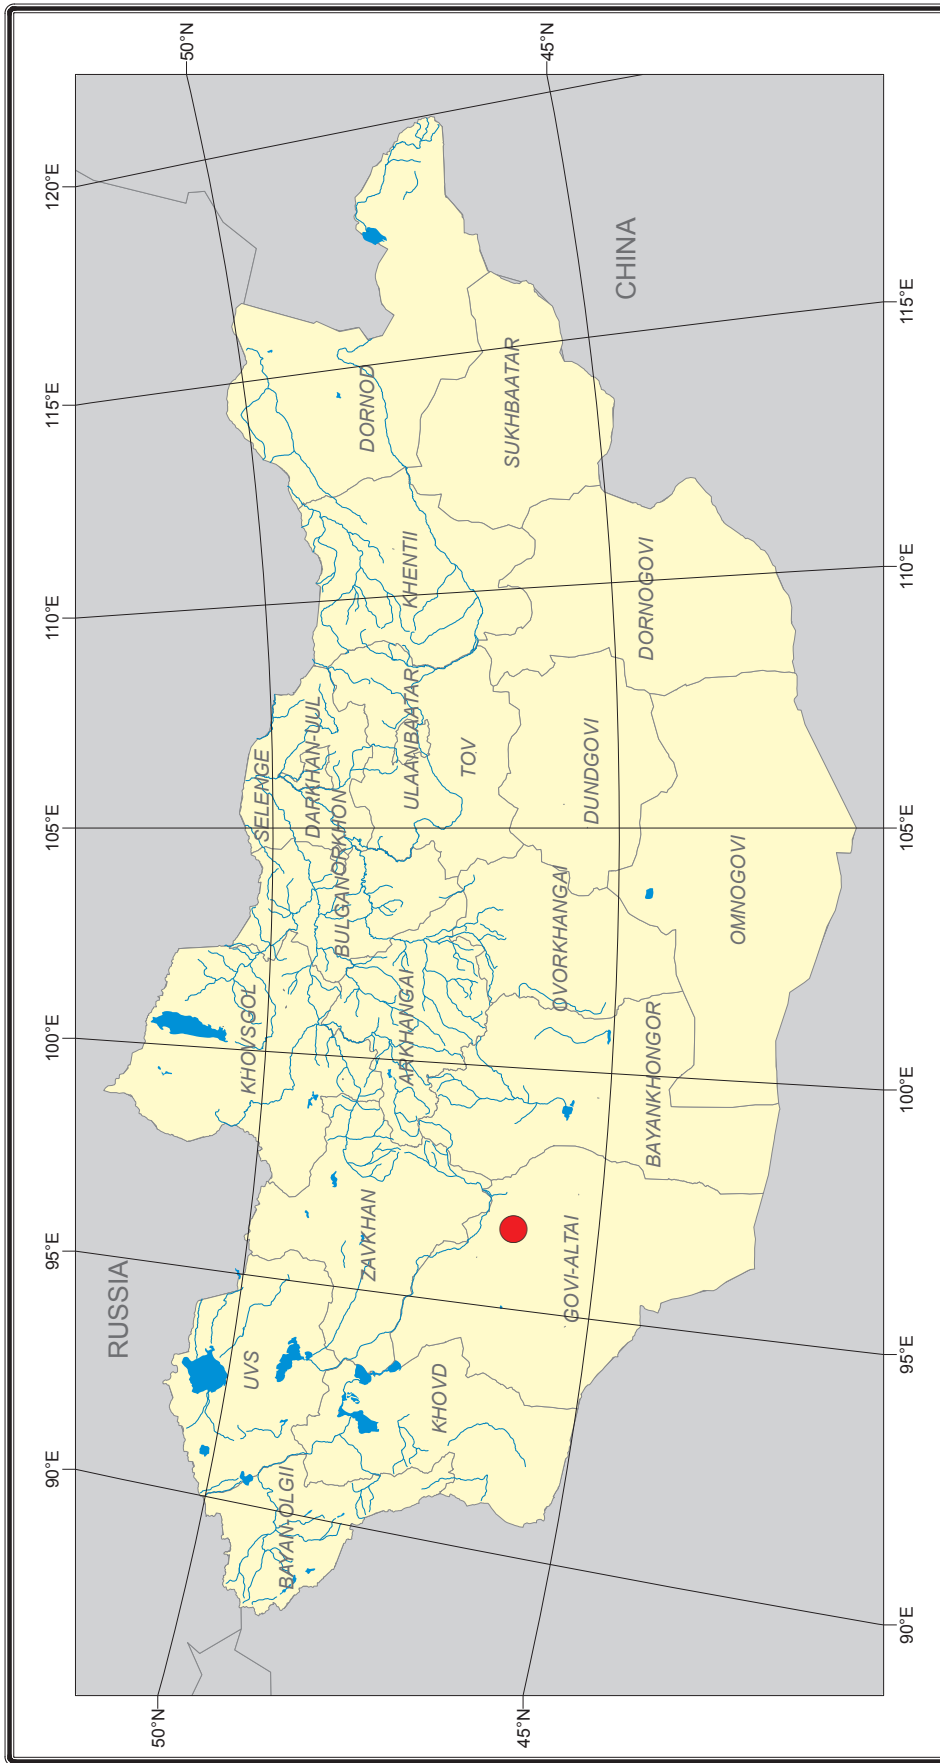 50°N
45°N
120°E
115°E
110°E
105°E
100°E
95°E
90°E
RUSSIA
CHINA
BAYAN-OLGII
UVS
KHOVD
ZAVKHAN
GOVI-ALTAI
KHOVSGOL
ARKHANGAI
BAYANKHONGOR
OVORKHANGAI
BULGAN
ORKHON
SELENGE
DARKHAN-UUL
ULAANBAATAR
TOV
DUNDGOVI
OMNOGOVI
KHENTII
DORNOGOVI
DORNOD
SUKHBAATAR
115°E
110°E
105°E
100°E
95°E
90°E
50°N
45°N